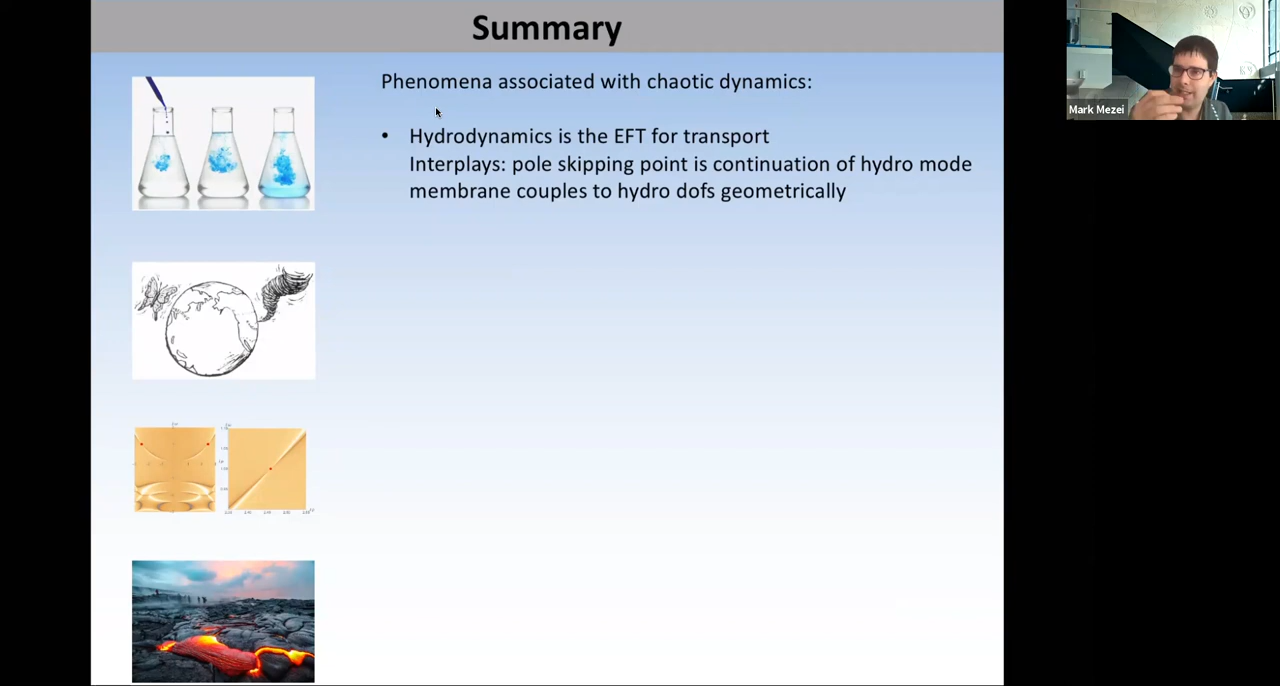 Summary
Phenomena associated with chaotic dynamics:
• Hydrodynamics is the EFT for transport
Interplays: pole skipping point is continuation of hydro mode
membrane couples to hydro dofs geometrically
Mark Mezei